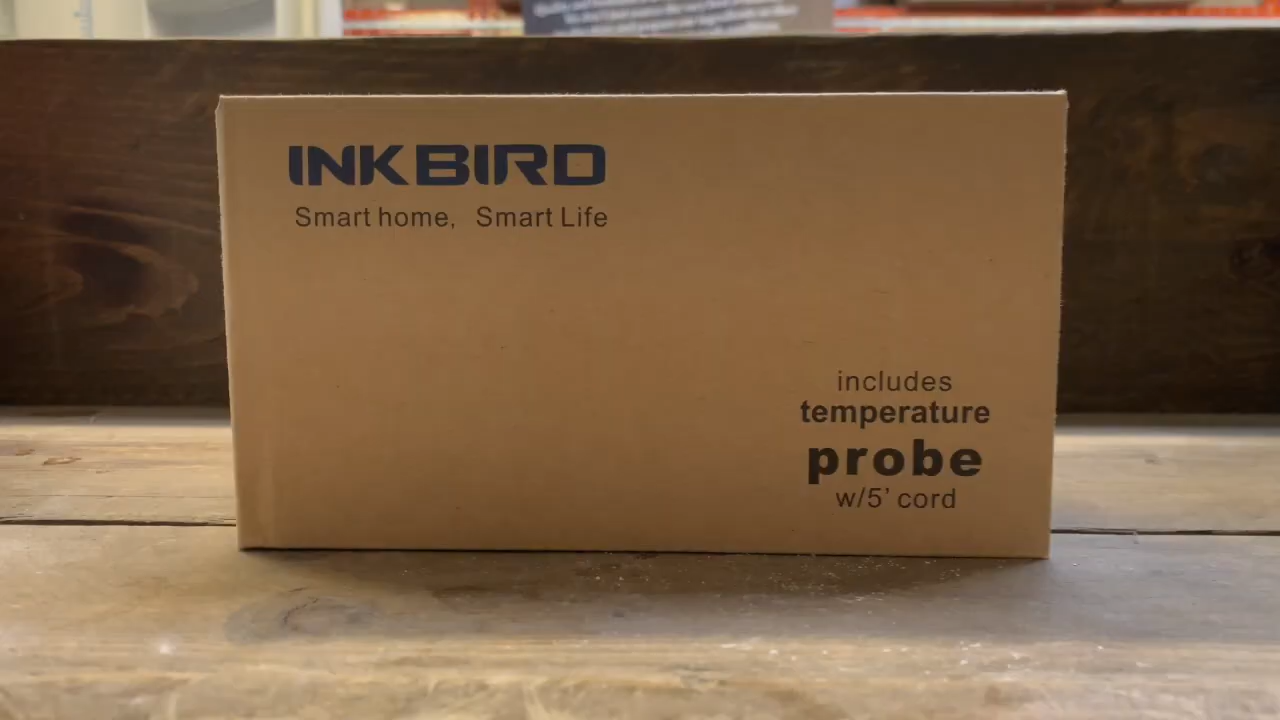 INKBIRD
Smart home, Smart Life
includes
temperature
probe
w/5' cord